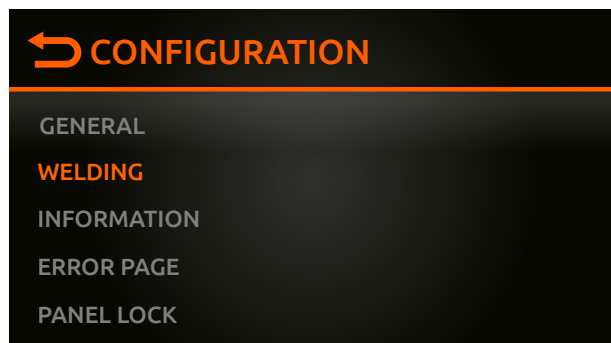 CONFIGURATION
GENERAL
WELDING
INFORMATION
ERROR PAGE
PANEL LOCK